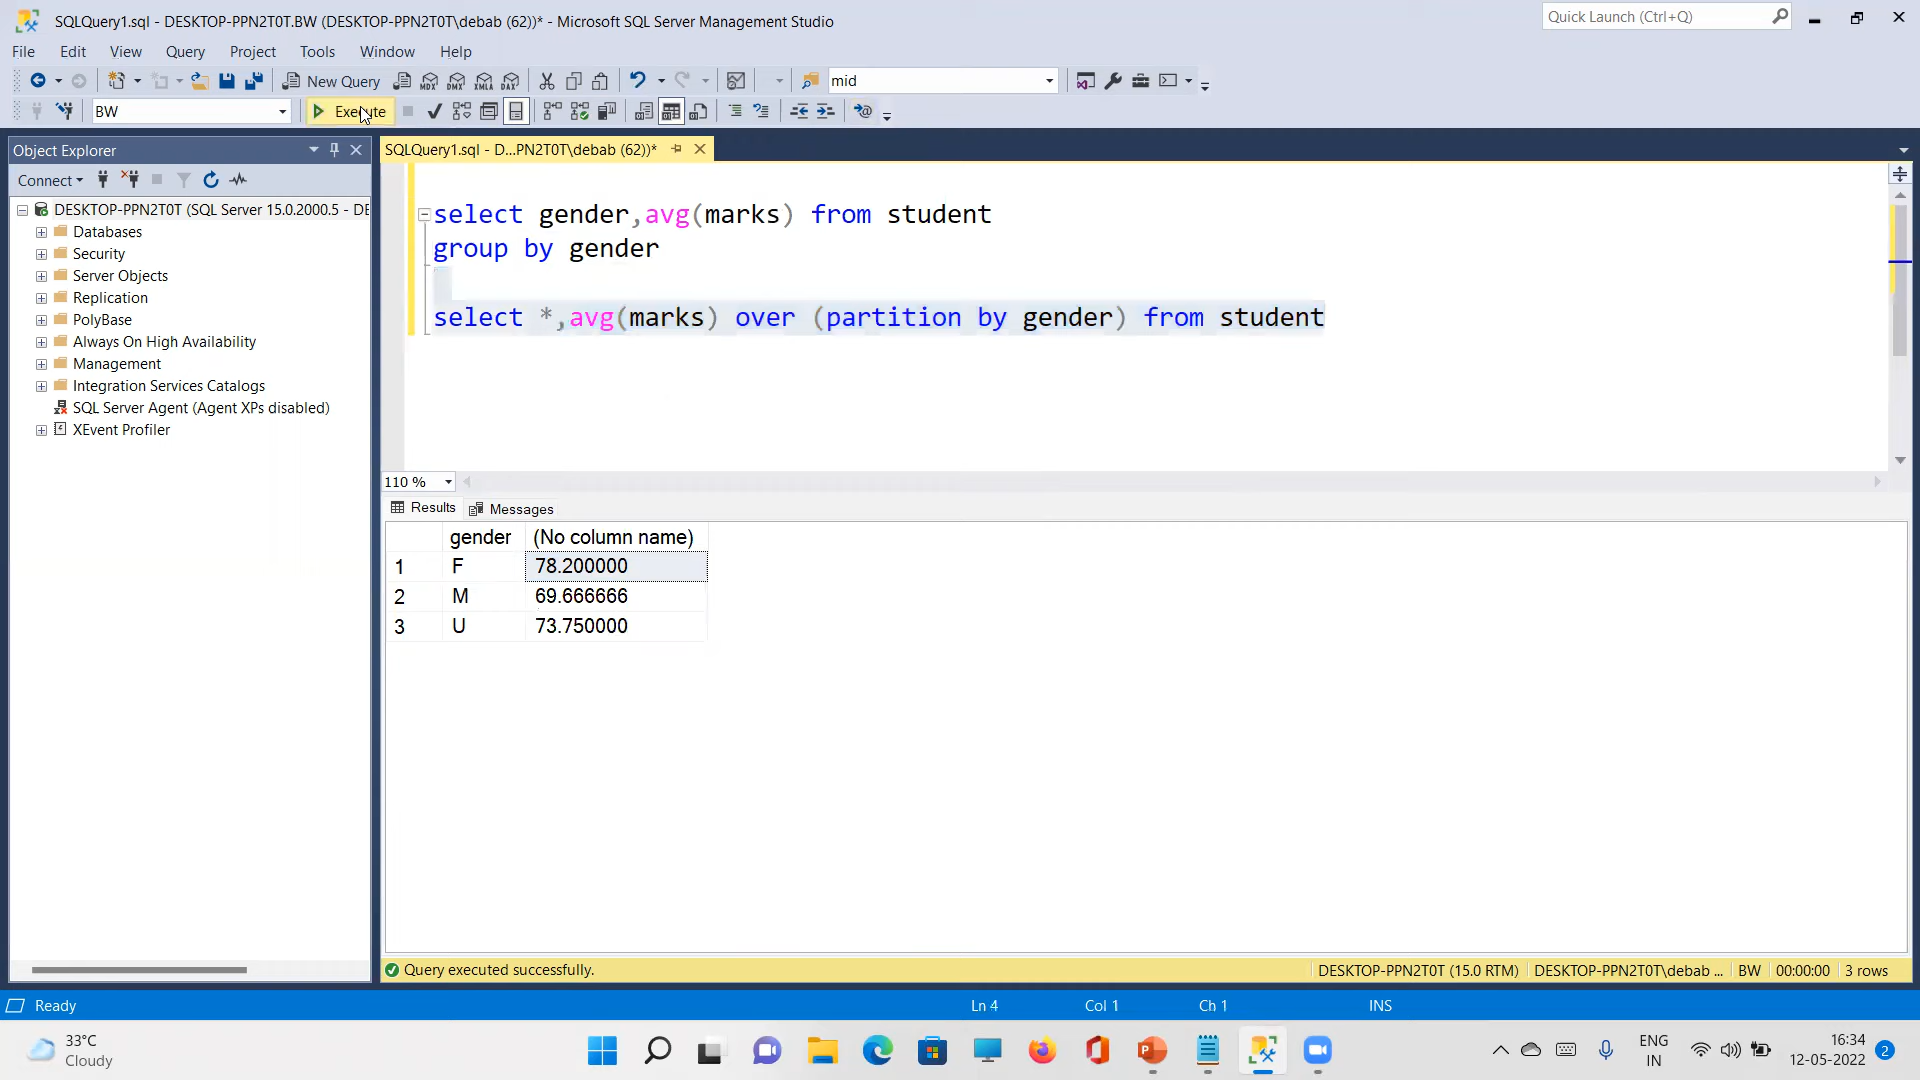 SQLQuery1.sql - DESKTOP-PPN2T0T.BW (DESKTOP-PPN2T0T\debab (62))* - Microsoft SQL Server Management Studio
Quick Launch (Ctrl+Q)
File Edit View Query Project Tools Window Help
New Query MDX DMX XMLA DAX mid
BW Execute
Object Explorer
SQLQuery1.sql - D...PN2T0T\debab (62))*
Connect
DESKTOP-PPN2T0T (SQL Server 15.0.2000.5 - DE
Databases
Security
Server Objects
Replication
PolyBase
Always On High Availability
Management
Integration Services Catalogs
SQL Server Agent (Agent XPs disabled)
XEvent Profiler
select gender,avg(marks) from student
group by gender
select *,avg(marks) over (partition by gender) from student
110 %
Results Messages
gender (No column name)
1 F 78.200000
2 M 69.666666
3 U 73.750000
Query executed successfully.
DESKTOP-PPN2T0T (15.0 RTM) DESKTOP-PPN2T0T\debab ... BW 00:00:00 3 rows
Ready Ln 4 Col 1 Ch 1 INS
33°C
Cloudy
ENG
IN
16:34
12-05-2022
2